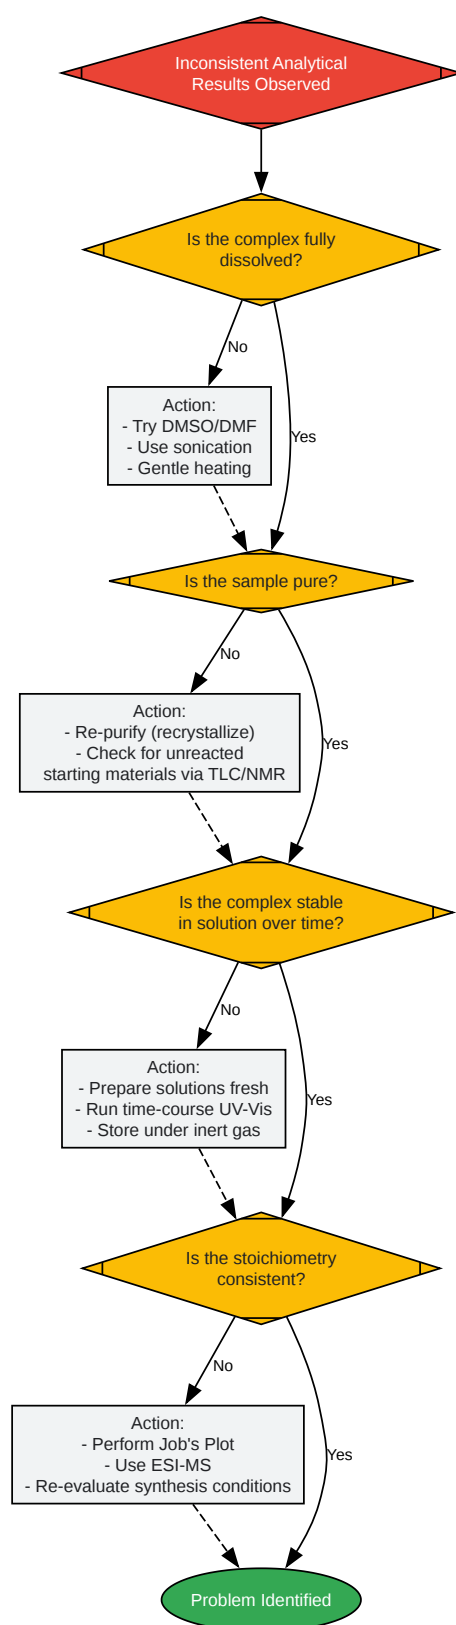 Inconsistent Analytical
Results Observed
Is the complex fully
dissolved?
No
Action:
- Try DMSO/DMF
- Use sonication
- Gentle heating
Yes
Is the sample pure?
No
Action:
- Re-purify (recrystallize)
- Check for unreacted
starting materials via TLC/NMR
Yes
Is the complex stable
in solution over time?
No
Action:
- Prepare solutions fresh
- Run time-course UV-Vis
- Store under inert gas
Yes
Is the stoichiometry
consistent?
No
Action:
- Perform Job's Plot
- Use ESI-MS
- Re-evaluate synthesis conditions
Yes
Problem Identified